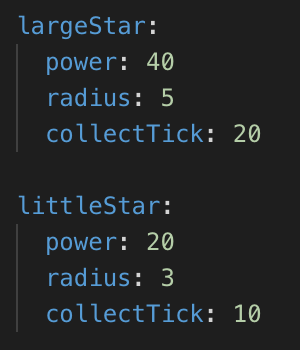 largeStar:
  power: 40
  radius: 5
  collectTick: 20

littleStar:
  power: 20
  radius: 3
  collectTick: 10